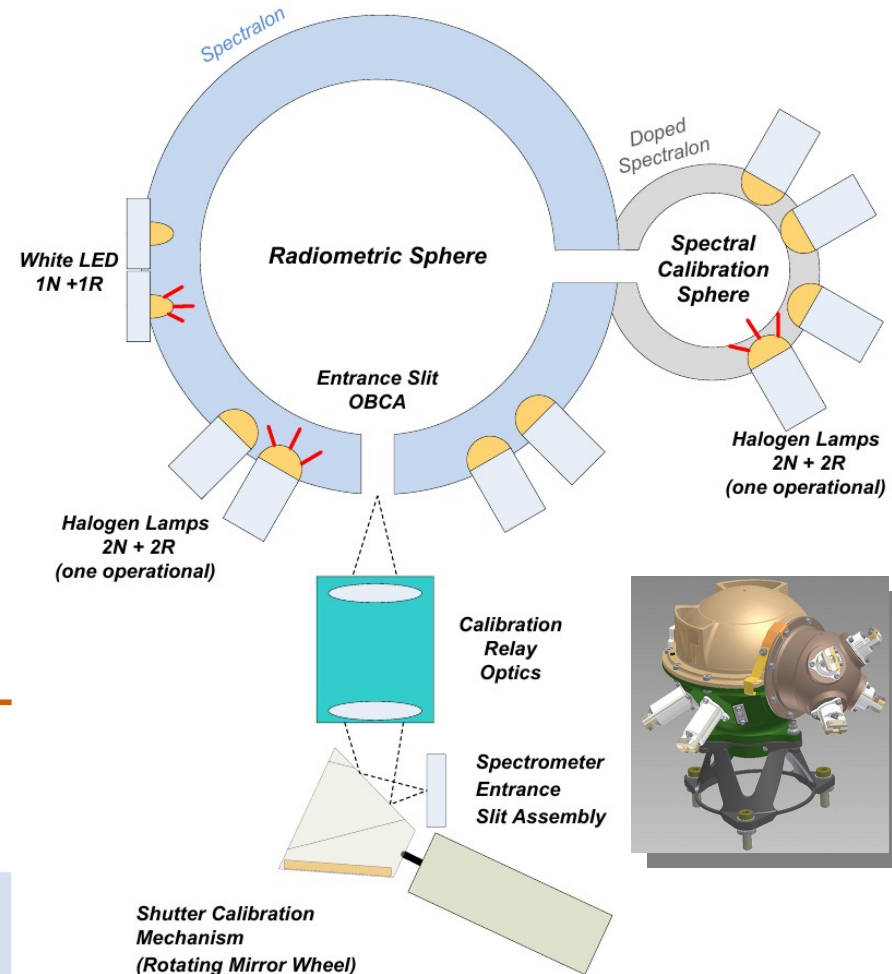 Spectralon
Doped
Spectralon
White LED
1N +1R
Radiometric Sphere
Spectral
Calibration
Sphere
Entrance Slit
OBCA
Halogen Lamps
2N + 2R
(one operational)
Halogen Lamps
2N + 2R
(one operational)
Calibration
Relay
Optics
Spectrometer
Entrance
Slit Assembly
Shutter Calibration
Mechanism
(Rotating Mirror Wheel)